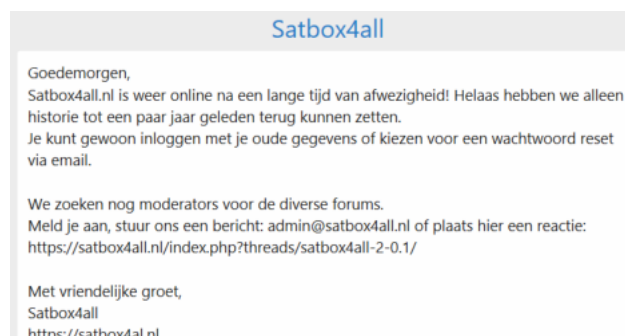 Satbox4all
Goedemorgen,
Satbox4all.nl is weer online na een lange tijd van afwezigheid! Helaas hebben we alleen
historie tot een paar jaar geleden terug kunnen zetten.
Je kunt gewoon inloggen met je oude gegevens of kiezen voor een wachtwoord reset
via email.
We zoeken nog moderators voor de diverse forums.
Meld je aan, stuur ons een bericht: admin@satbox4all.nl of plaats hier een reactie:
https://satbox4all.nl/index.php?threads/satbox4all-2-0.1/
Met vriendelijke groet,
Satbox4all
https://satbox4al.nl